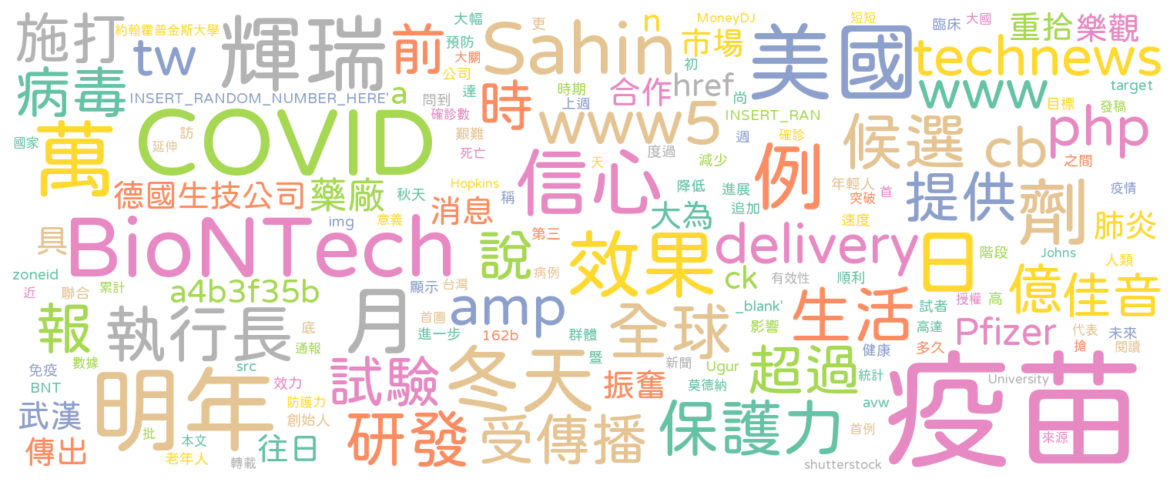 施打
約翰霍普金斯大學
輝瑞
前
大幅
預防
大關
Sahin
n
MoneyDJ
市場
美國
短短
臨床
大國
重拾
樂觀
更
tw
technews
病毒
INSERT_RANDOM_NUMBER_HERE'
a
公司
達
問到
確診數
時
時期
上週
合作
href
初
尚
INSERT_RAN
www
target
目標
發稿
php
國家
萬
訪
延伸
COVID
艱難
死亡
www5
度過
週
確診
減少
天
例
候選
cb
之間
德國生技公司
藥廠
秋天
Hopkins
稱
信心
降低
進展
追加
年輕人
突破
首
提供
劑
疫情
肺炎
具
BioNTech
img
意義
消息
大為
第三
速度
說
效果
delivery
日
階段
Johns
人類
zoneid
近
聯合
累計
a4b3f35b
顯示
台灣
病例
ck
有效性
順利
億
佳音
報
執行長
月
amp
首圖
進一步
162b
群體
全球
_blank'
影響
生活
試者
授權
高
高達
Pfizer
代表
未來
底
通報
數據
src
免疫
BNT
明年
效力
試驗
冬天
暨
新聞
Ugur
振奮
莫德納
超過
健康
統計
多久
搶
閱讀
University
疫苗
武漢
防護力
創始人
avw
傳出
批
本文
老年人
往日
轉載
研發
受傳播
保護力
首例
shutterstock
來源